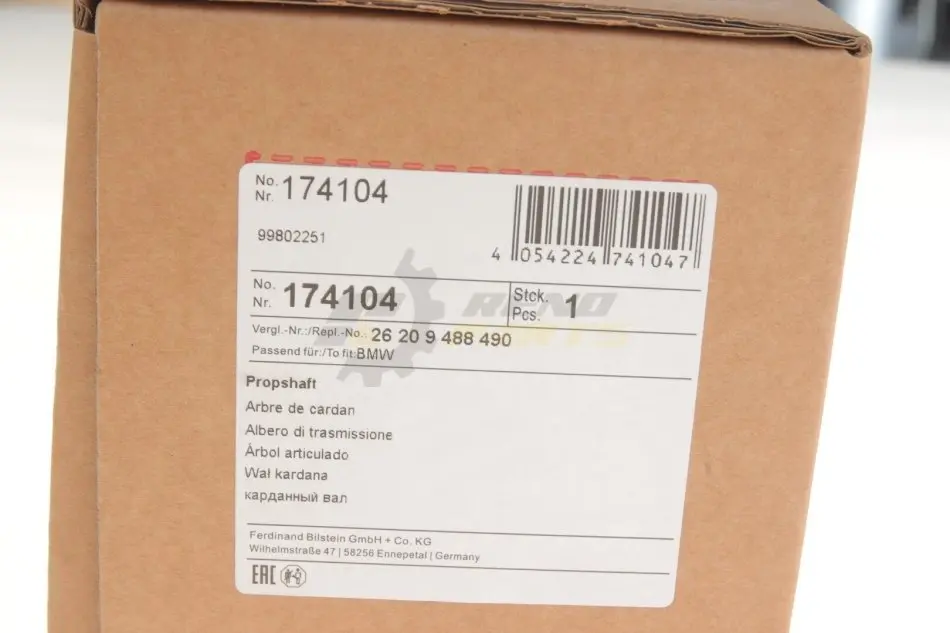 No.
Nr. 174104
99802251
4 054224 741047
No.
Nr. 174104
Stck.
Pcs. 1
Vergl.-Nr.:/Repl.-No.: 26 20 9 488 490
Passend für:/To fit:BMW
RENO
PARTS
Propshaft
Arbre de cardan
Albero di trasmissione
Árbol articulado
Wał kardana
карданный вал
Ferdinand Bilstein GmbH + Co. KG
Wilhelmstraße 47 | 58256 Ennepetal | Germany
EAC